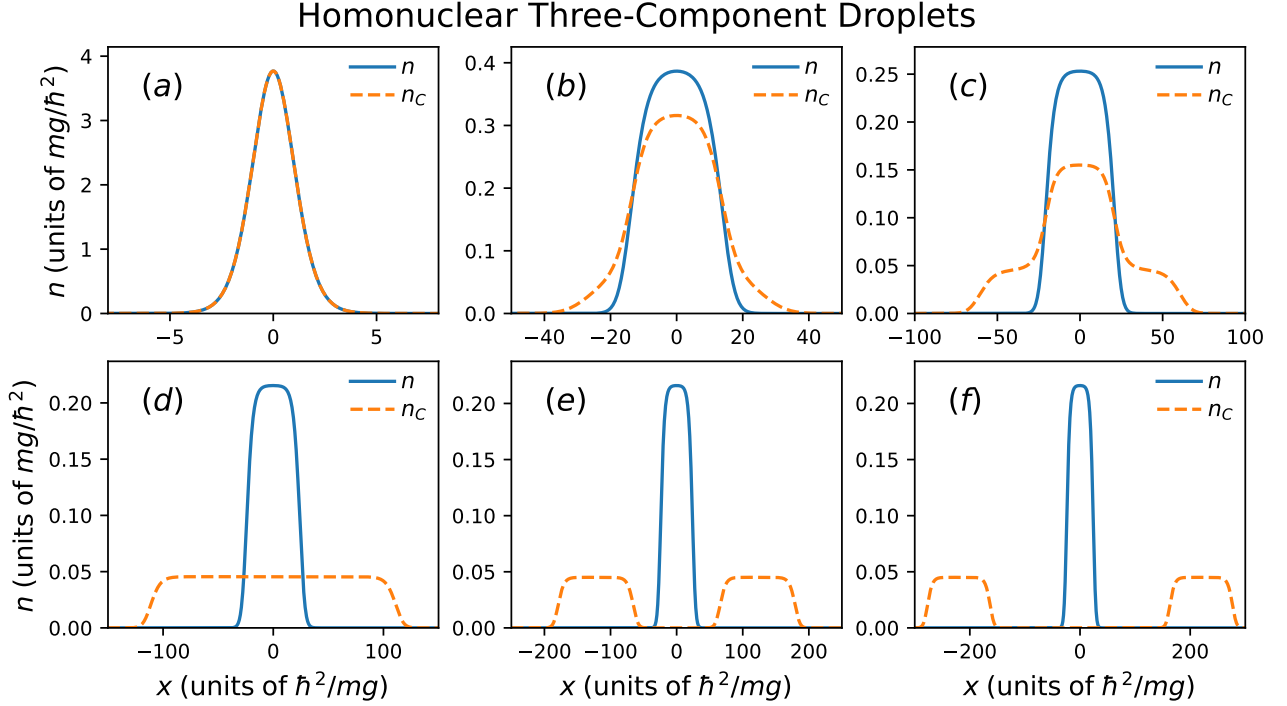 Homonuclear Three-Component Droplets
n (units of mg/ħ²)
(a)
n
n_C
4
3
2
1
0
−5 0 5
(b)
n
n_C
0.4
0.3
0.2
0.1
0.0
−40 −20 0 20 40
(c)
n
n_C
0.25
0.20
0.15
0.10
0.05
0.00
−100 −50 0 50 100
n (units of mg/ħ²)
(d)
n
n_C
0.20
0.15
0.10
0.05
0.00
−100 0 100
x (units of ħ²/mg)
(e)
0.20
0.15
0.10
0.05
0.00
−200 −100 0 100 200
x (units of ħ²/mg)
(f)
n
n_C
0.20
0.15
0.10
0.05
0.00
−200 0 200
x (units of ħ²/mg)